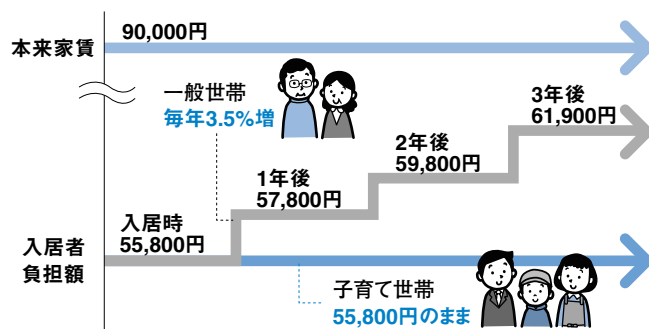 本来家賃
90,000円
一般世帯
毎年3.5%増
3年後
61,900円
2年後
59,800円
1年後
57,800円
入居時
55,800円
入居者
負担額
子育て世帯
55,800円のまま